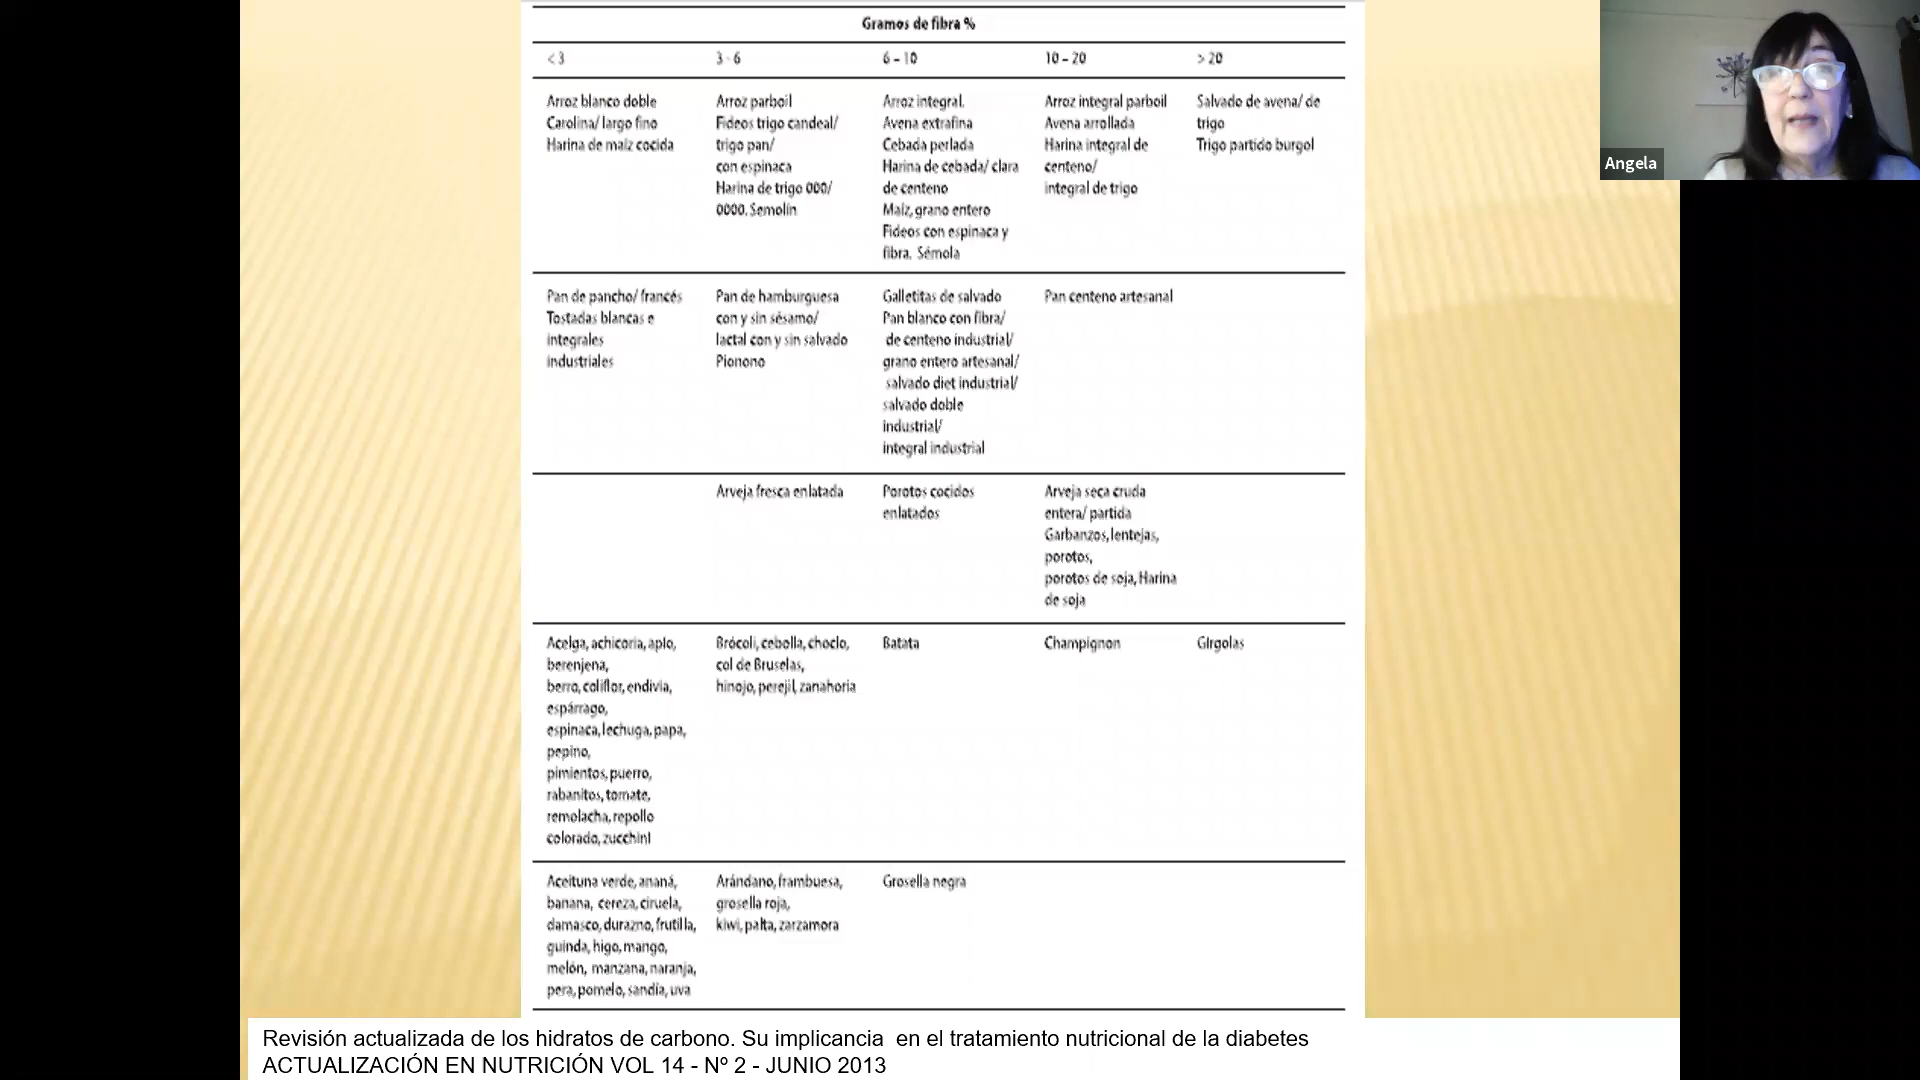 Gramos de fibra %
< 3
3 - 6
6 – 10
10 – 20
> 20
Arroz blanco doble
Carolina/ largo fino
Harina de maíz cocida
Arroz parboil
Fideos trigo candeal/
trigo pan/
con espinaca
Harina de trigo 000/
0000. Semolín
Arroz integral.
Avena extrafina
Cebada perlada
Harina de cebada/ clara
de centeno
Maíz, grano entero
Fideos con espinaca y
fibra. Sémola
Arroz integral parboil
Avena arrollada
Harina integral de
centeno/
integral de trigo
Salvado de avena/ de
trigo
Trigo partido burgol
Pan de pancho/ francés
Tostadas blancas e
integrales
industriales
Pan de hamburguesa
con y sin sésamo/
lactal con y sin salvado
Pionono
Galletitas de salvado
Pan blanco con fibra/
de centeno industrial/
grano entero artesanal/
salvado diet industrial/
salvado doble
industrial/
integral industrial
Pan centeno artesanal
Arveja fresca enlatada
Porotos cocidos
enlatados
Arveja seca cruda
entera/ partida
Garbanzos, lentejas,
porotos,
porotos de soja, Harina
de soja
Acelga, achicoria, apio,
berenjena,
berro, coliflor, endivia,
espárrago,
espinaca, lechuga, papa,
pepino,
pimientos, puerro,
rabanitos, tomate,
remolacha, repollo
colorado, zucchini
Brócoli, cebolla, choclo,
col de Bruselas,
hinojo, perejil, zanahoria
Batata
Champignon
Girgolas
Aceituna verde, ananá,
banana, cereza, ciruela,
damasco, durazno, frutilla,
guinda, higo, mango,
melón, manzana, naranja,
pera, pomelo, sandía, uva
Arándano, frambuesa,
grosella roja,
kiwi, palta, zarzamora
Grosella negra
Revisión actualizada de los hidratos de carbono. Su implicancia en el tratamiento nutricional de la diabetes
ACTUALIZACIÓN EN NUTRICIÓN VOL 14 - Nº 2 - JUNIO 2013
Angela